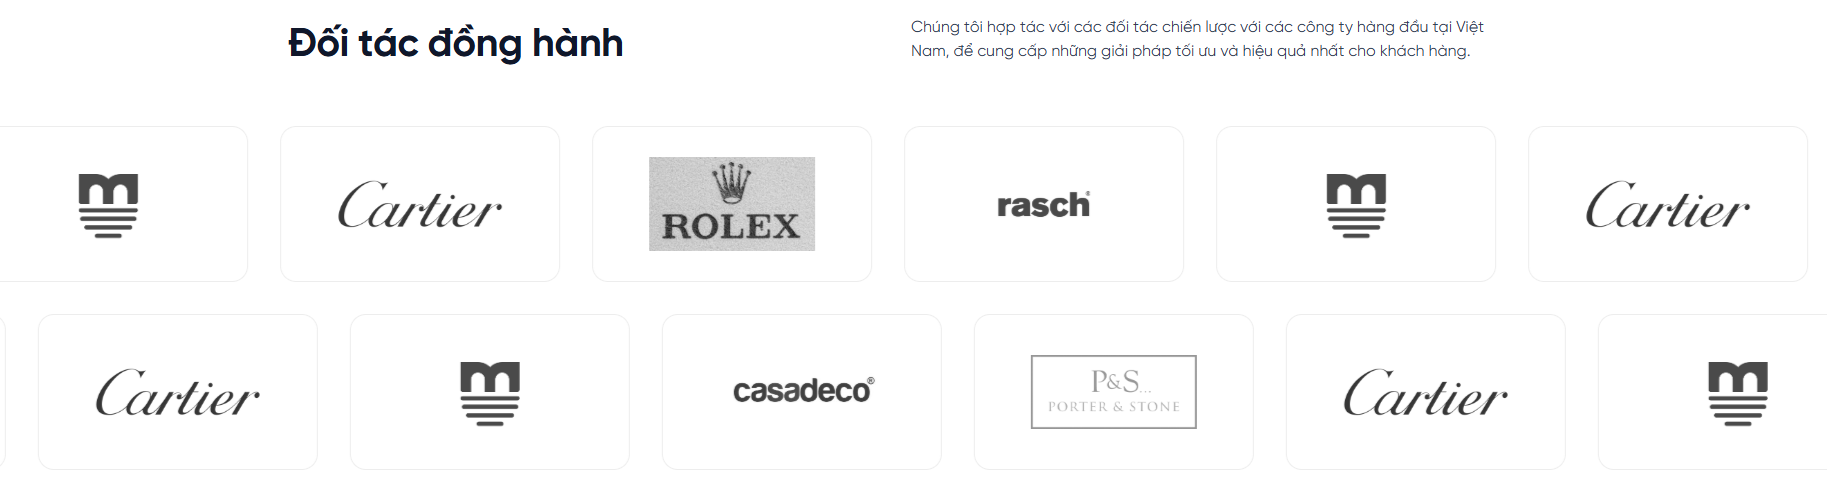 Đối tác đồng hành
Chúng tôi hợp tác với các đối tác chiến lược với các công ty hàng đầu tại Việt
Nam, để cung cấp những giải pháp tối ưu và hiệu quả nhất cho khách hàng.
m
Cartier
ROLEX
rasch®
m
Cartier
Cartier
m
casadeco®
P&S...
PORTER & STONE
Cartier
m